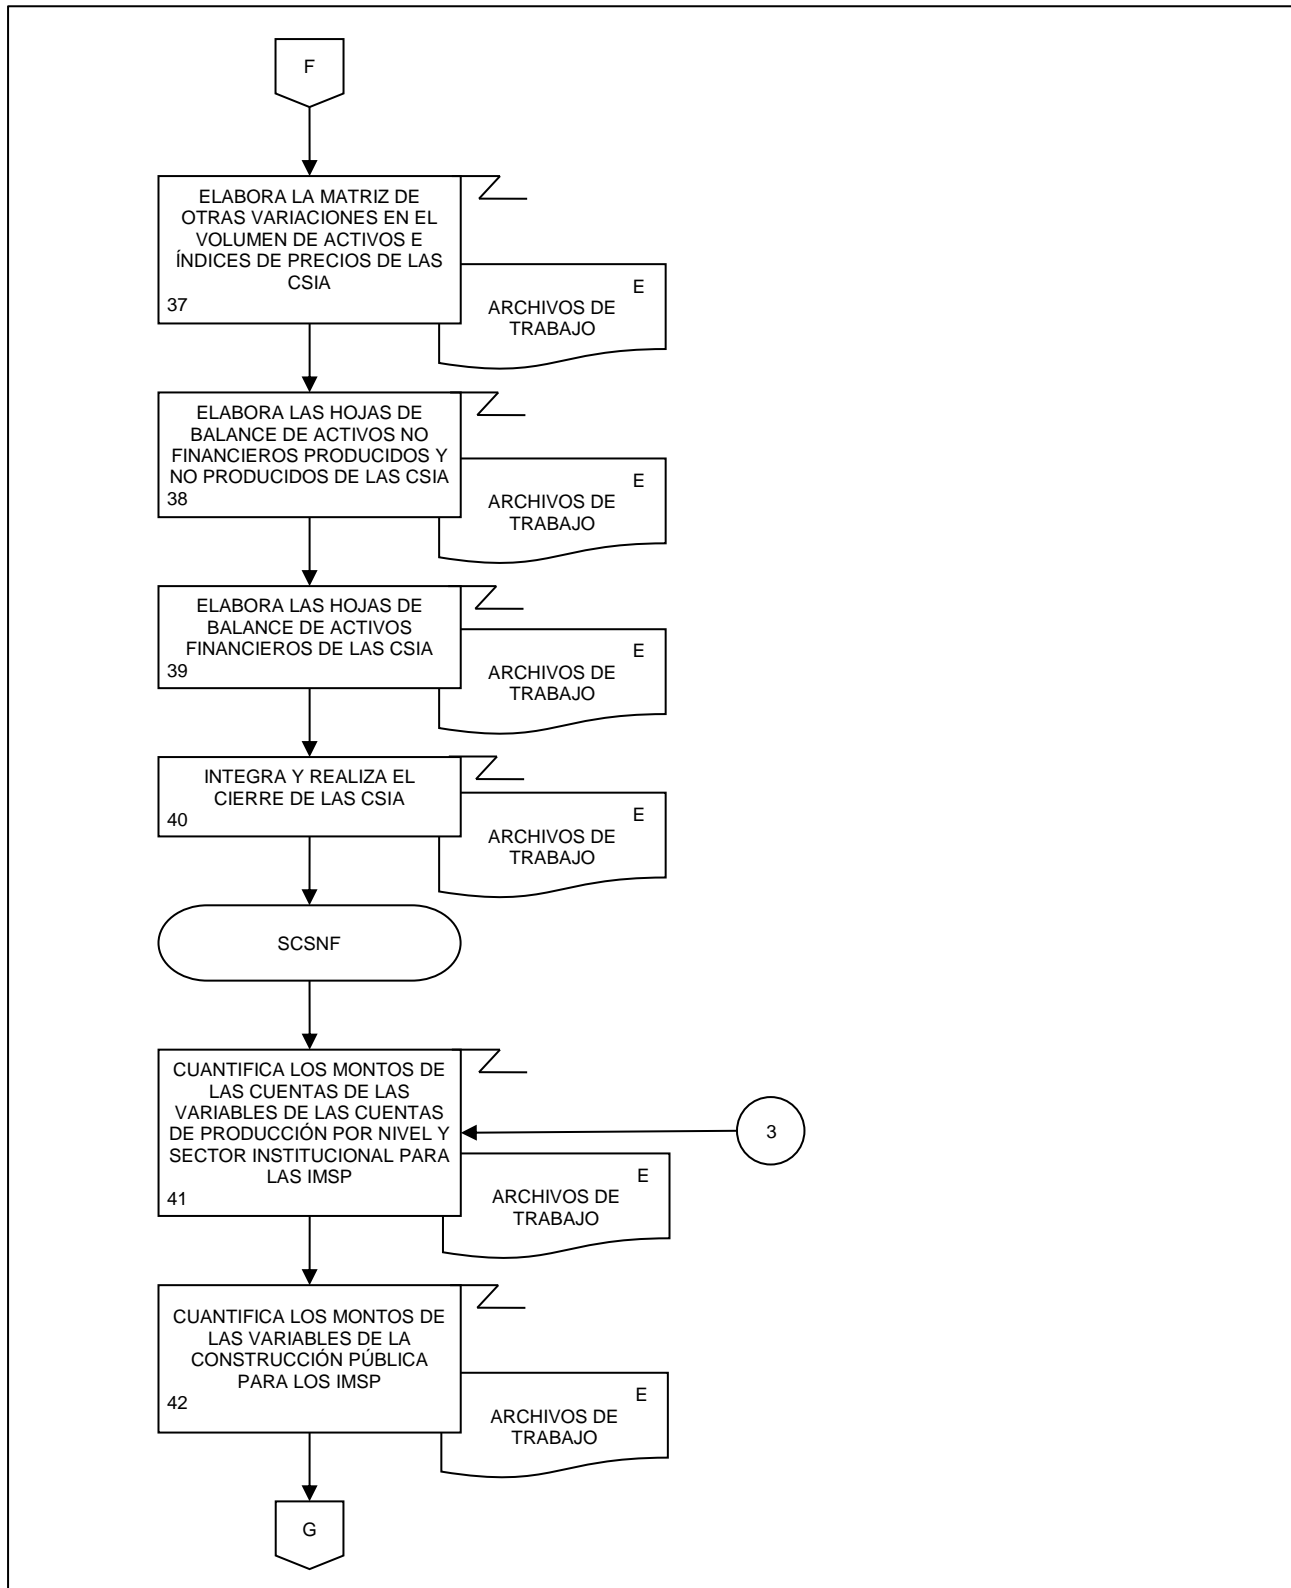 F
ELABORA LA MATRIZ DE
OTRAS VARIACIONES EN EL
VOLUMEN DE ACTIVOS E
ÍNDICES DE PRECIOS DE LAS
CSIA
37
E
ARCHIVOS DE
TRABAJO
ELABORA LAS HOJAS DE
BALANCE DE ACTIVOS NO
FINANCIEROS PRODUCIDOS Y
NO PRODUCIDOS DE LAS CSIA
38
E
ARCHIVOS DE
TRABAJO
ELABORA LAS HOJAS DE
BALANCE DE ACTIVOS
FINANCIEROS DE LAS CSIA
39
E
ARCHIVOS DE
TRABAJO
INTEGRA Y REALIZA EL
CIERRE DE LAS CSIA
40
E
ARCHIVOS DE
TRABAJO
SCSNF
CUANTIFICA LOS MONTOS DE
LAS CUENTAS DE LAS
VARIABLES DE LAS CUENTAS
DE PRODUCCIÓN POR NIVEL Y
SECTOR INSTITUCIONAL PARA
LAS IMSP
41
3
E
ARCHIVOS DE
TRABAJO
CUANTIFICA LOS MONTOS DE
LAS VARIABLES DE LA
CONSTRUCCIÓN PÚBLICA
PARA LOS IMSP
42
E
ARCHIVOS DE
TRABAJO
G